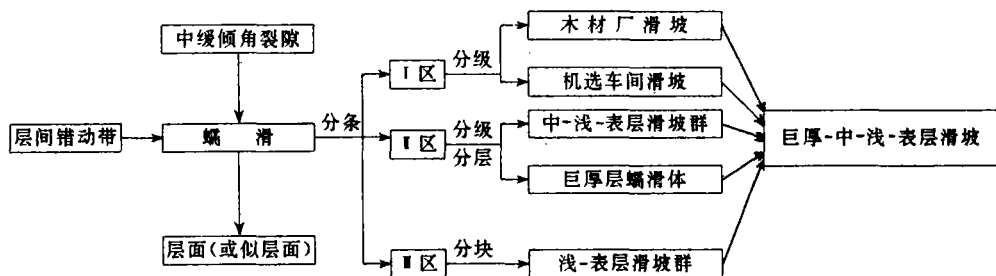 中缓倾角裂隙
层间错动带
蠕滑
层面(或似层面)
分条
Ⅰ区
分级
木材厂滑坡
机选车间滑坡
Ⅱ区
分级
分层
中-浅-表层滑坡群
巨厚层蠕滑体
Ⅲ区
分块
浅-表层滑坡群
巨厚-中-浅-表层滑坡